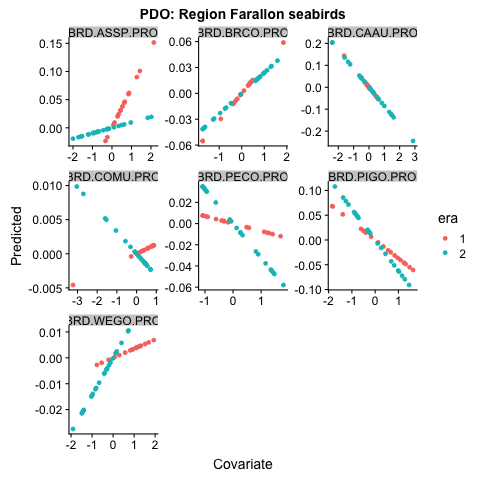 PDO: Region Farallon seabirds
BRD.ASSP.PRO
BRD.BRCO.PRO
BRD.CAAU.PRO
0.15
0.10
0.05
0.00
-2 -1 0 1 2
0.06
0.03
0.00
-0.03
-0.06
-1 0 1 2
0.2
0.1
0.0
-0.1
-0.2
-2 -1 0 1 2 3
BRD.COMU.PRO
BRD.PECO.PRO
BRD.PIGO.PRO
0.010
0.005
0.000
-0.005
-3 -2 -1 0 1
0.02
0.00
-0.02
-0.04
-0.06
-1 0 1
0.10
0.05
0.00
-0.05
-0.10
-2 -1 0 1
BRD.WEGO.PRO
0.01
0.00
-0.01
-0.02
-2 -1 0 1 2
Predicted
Covariate
era
1
2